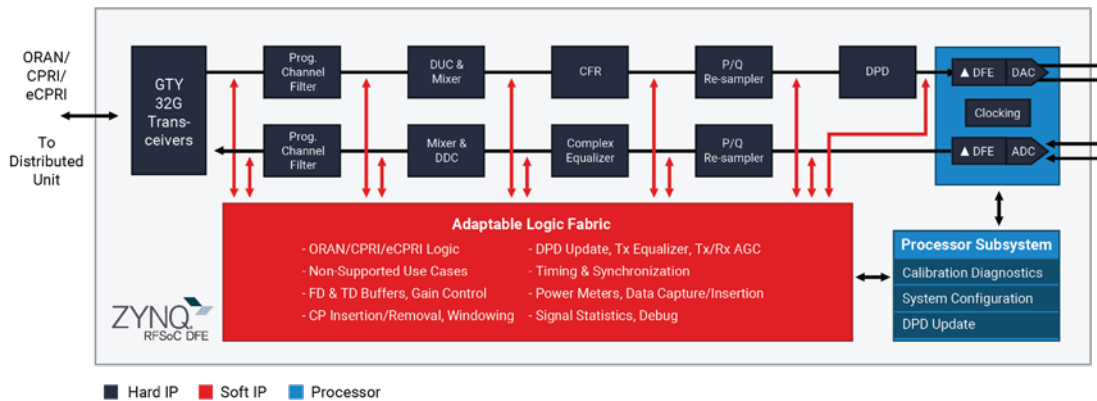 ORAN/
CPRI/
eCPRI
To
Distributed
Unit
GTY
32G
Trans-
ceivers
Prog.
Channel
Filter
DUC &
Mixer
CFR
P/Q
Re-sampler
DPD
▲ DFE
DAC
Clocking
Prog.
Channel
Filter
Mixer &
DDC
Complex
Equalizer
P/Q
Re-sampler
▲ DFE
ADC
Adaptable Logic Fabric
- ORAN/CPRI/eCPRI Logic
- Non-Supported Use Cases
- FD & TD Buffers, Gain Control
- CP Insertion/Removal, Windowing
- DPD Update, Tx Equalizer, Tx/Rx AGC
- Timing & Synchronization
- Power Meters, Data Capture/Insertion
- Signal Statistics, Debug
Processor Subsystem
Calibration Diagnostics
System Configuration
DPD Update
ZYNQ.
RFSoC DFE
Hard IP
Soft IP
Processor